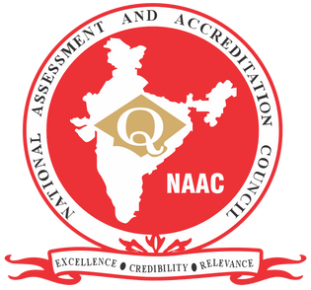 NATIONAL ASSESSMENT AND ACCREDITATION COUNCIL
Q
NAAC
EXCELLENCE ● CREDIBILITY ● RELEVANCE